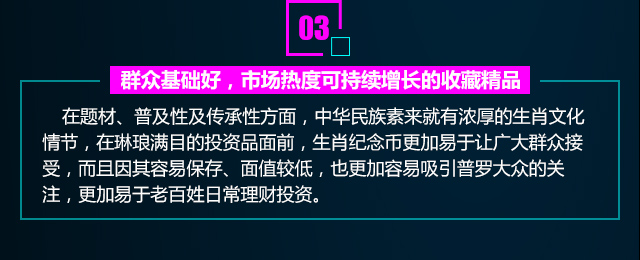 03
群众基础好，市场热度可持续增长的收藏精品
在题材、普及性及传承性方面，中华民族素来就有浓厚的生肖文化
情节，在琳琅满目的投资品面前，生肖纪念币更加易于让广大群众接
受，而且因其容易保存、面值较低，也更加容易吸引普罗大众的关
注，更加易于老百姓日常理财投资。